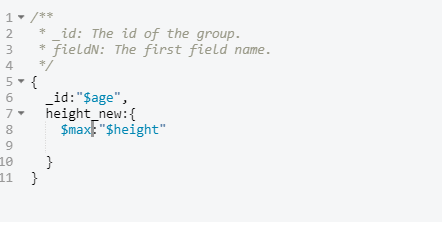 1 /**
2 * _id: The id of the group.
3 * fieldN: The first field name.
4 */
5 {
6 _id:"$age",
7 height_new:{
8 $max:"$height"
9
10 }
11 }